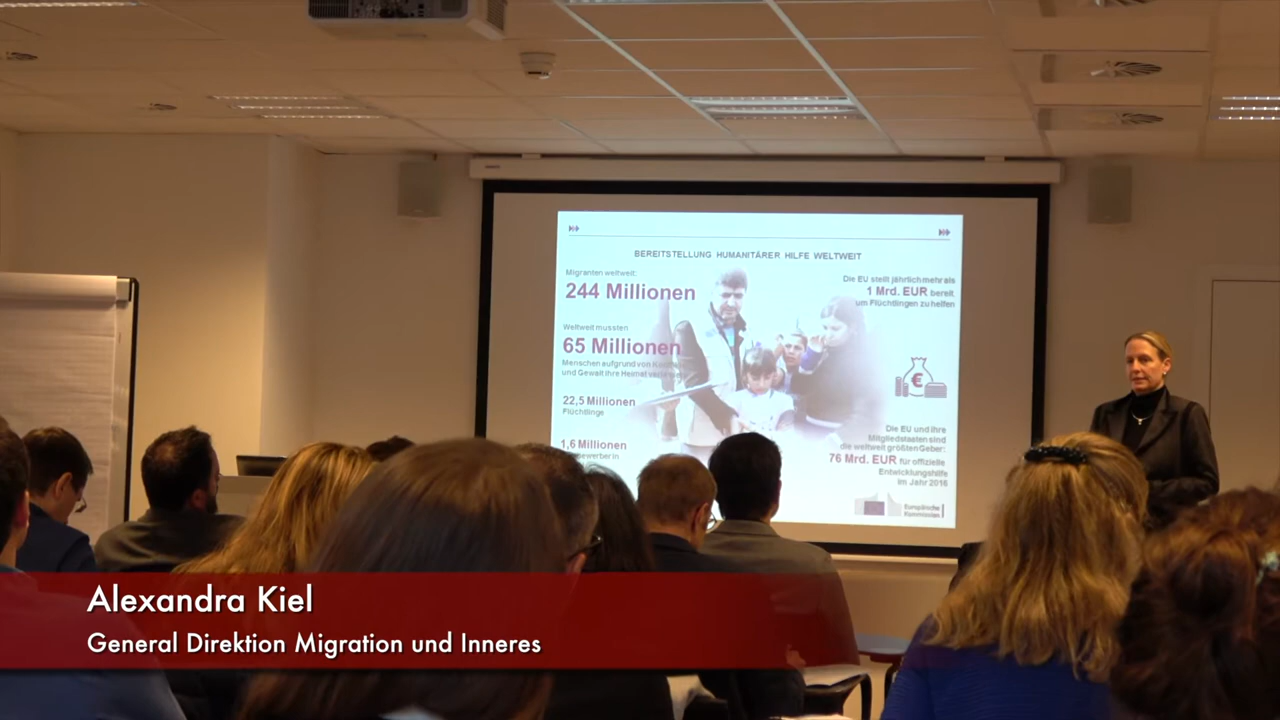 BEREITSTELLUNG HUMANITÄRER HILFE WELTWEIT
Migranten weltweit:
244 Millionen
Weltweit mussten
65 Millionen
Menschen aufgrund von
und Gewalt ihre Heimat
22,5 Millionen
Flüchtlinge
1,6 Millionen
in
Die EU stellt jährlich mehr als
1 Mrd. EUR bereit,
um Flüchtlingen zu helfen
€
Die EU und ihre
Mitgliedstaaten sind
die weltweit größten Geber:
76 Mrd. EUR für offizielle
Entwicklungshilfe
im Jahr 2016
Europäische
Kommission
Alexandra Kiel
General Direktion Migration und Inneres